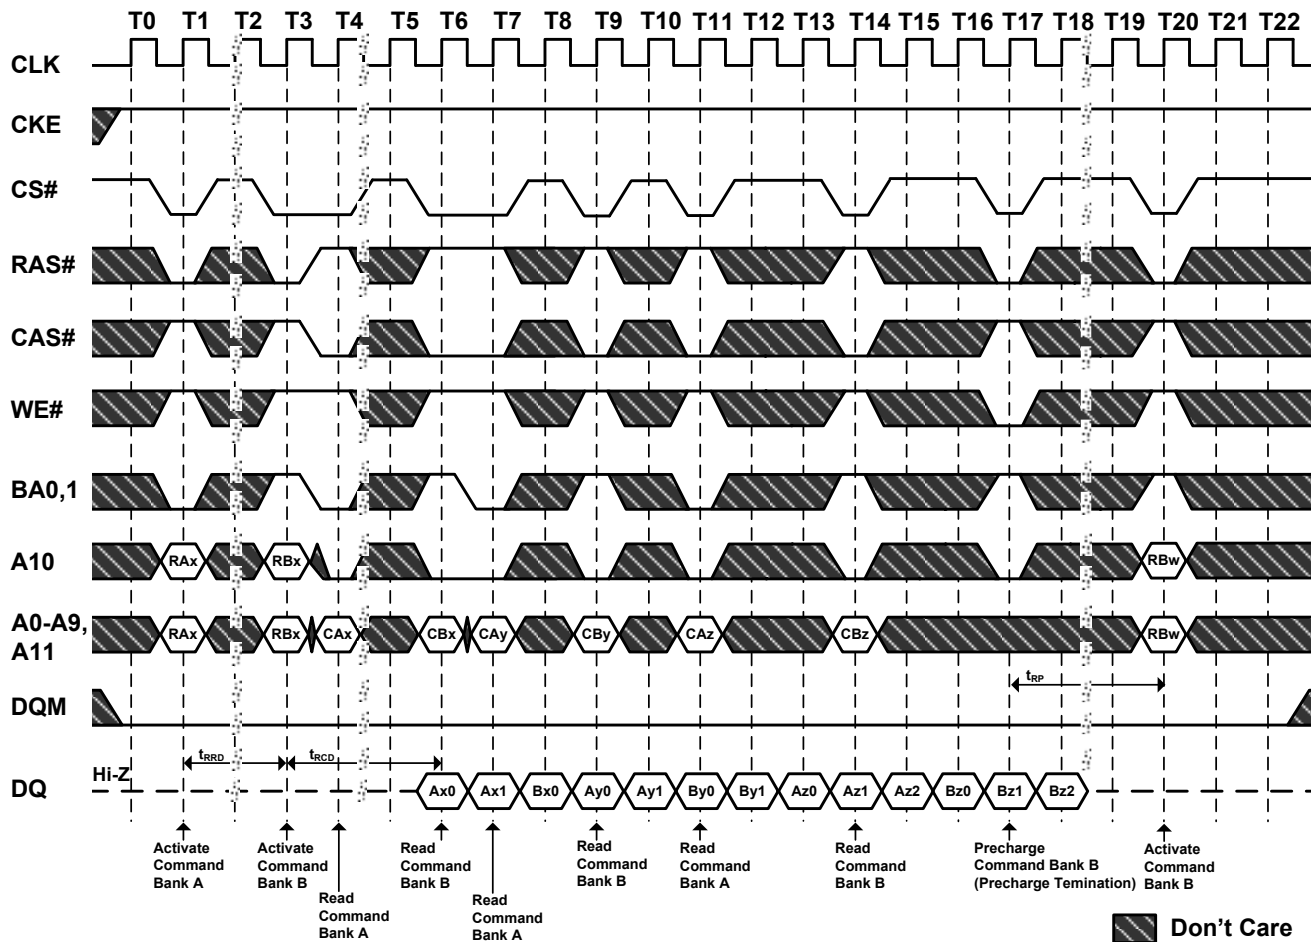 T0 T1 T2 T3 T4 T5 T6 T7 T8 T9 T10 T11 T12 T13 T14 T15 T16 T17 T18 T19 T20 T21 T22
CLK
CKE
CS#
RAS#
CAS#
WE#
BA0,1
A10
RAx RBx RBw
A0-A9,
A11
RAx RBx CAx CBx CAy CBy CAz CBz RBw
tRP
DQM
tRRD tRCD
Hi-Z
DQ
Ax0 Ax1 Bx0 Ay0 Ay1 By0 By1 Az0 Az1 Az2 Bz0 Bz1 Bz2
Activate
Command
Bank A
Activate
Command
Bank B
Read
Command
Bank A
Read
Command
Bank B
Read
Command
Bank A
Read
Command
Bank B
Read
Command
Bank A
Read
Command
Bank B
Precharge
Command Bank B
(Precharge Temination)
Activate
Command
Bank B
Don't Care